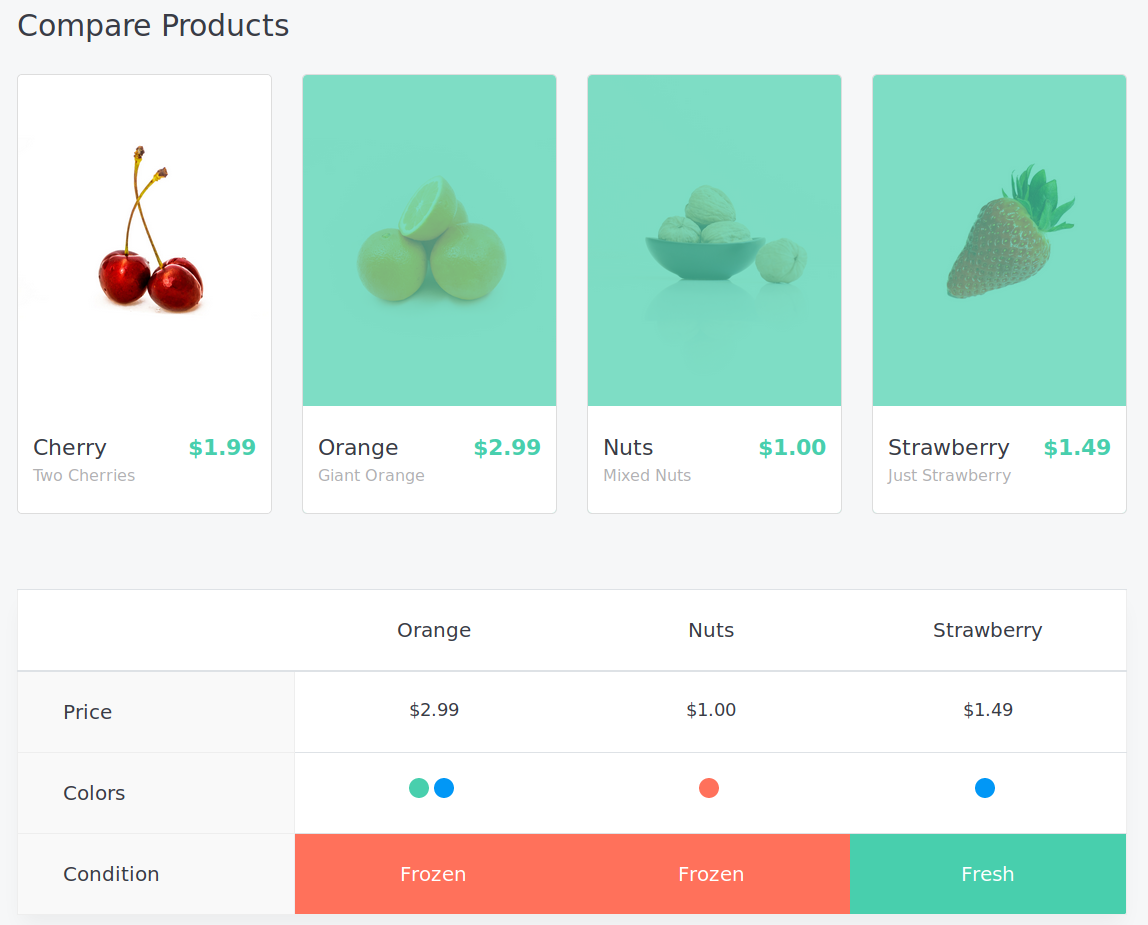 Compare Products
Cherry $1.99
Two Cherries
Orange $2.99
Giant Orange
Nuts $1.00
Mixed Nuts
Strawberry $1.49
Just Strawberry
Orange Nuts Strawberry
Price $2.99 $1.00 $1.49
Colors
Condition Frozen Frozen Fresh